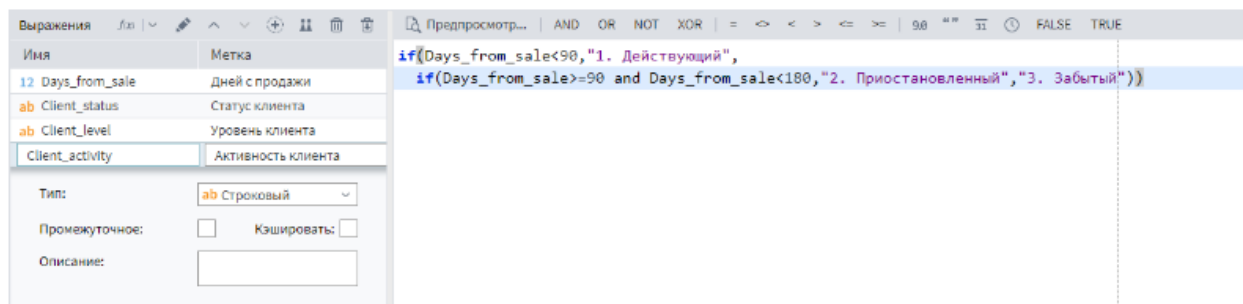 Выражения f(x) Предпросмотр... AND OR NOT XOR = <> < > <= >= 9.0 "" 31 FALSE TRUE
Имя Метка
12 Days_from_sale Дней с продажи
ab Client_status Статус клиента
ab Client_level Уровень клиента
Client_activity Активность клиента
Тип: ab Строковый
Промежуточное: Кэшировать:
Описание:
if(Days_from_sale<90,"1. Действующий",
if(Days_from_sale>=90 and Days_from_sale<180,"2. Приостановленный","3. Забытый"))